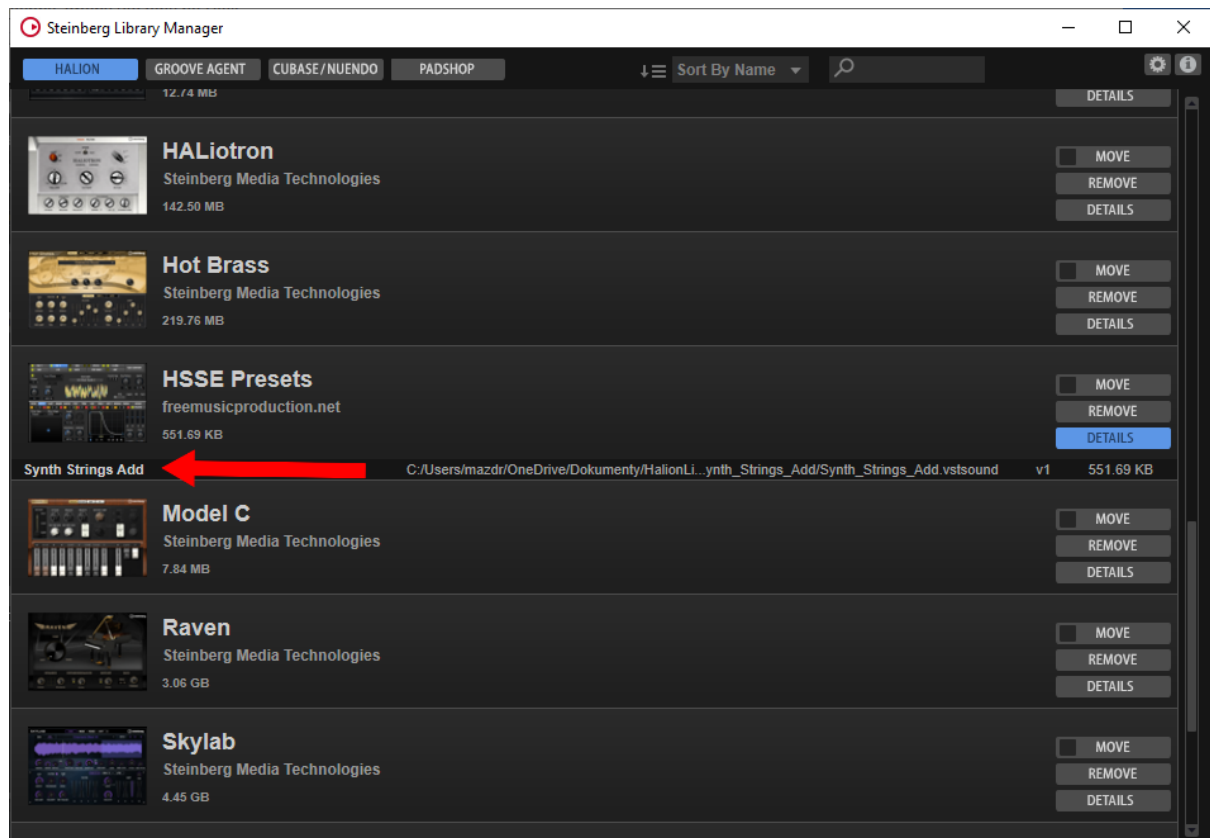 Steinberg Library Manager
HALION GROOVE AGENT CUBASE/NUENDO PADSHOP Sort By Name
12.74 MB
DETAILS
HALiotron
Steinberg Media Technologies
142.50 MB
MOVE
REMOVE
DETAILS
Hot Brass
Steinberg Media Technologies
219.76 MB
MOVE
REMOVE
DETAILS
HSSE Presets
freemusicproduction.net
551.69 KB
MOVE
REMOVE
DETAILS
Synth Strings Add C:/Users/mazdr/OneDrive/Dokumenty/HalionLi...ynth_Strings_Add/Synth_Strings_Add.vstsound v1 551.69 KB
Model C
Steinberg Media Technologies
7.84 MB
MOVE
REMOVE
DETAILS
Raven
Steinberg Media Technologies
3.06 GB
MOVE
REMOVE
DETAILS
Skylab
Steinberg Media Technologies
4.45 GB
MOVE
REMOVE
DETAILS